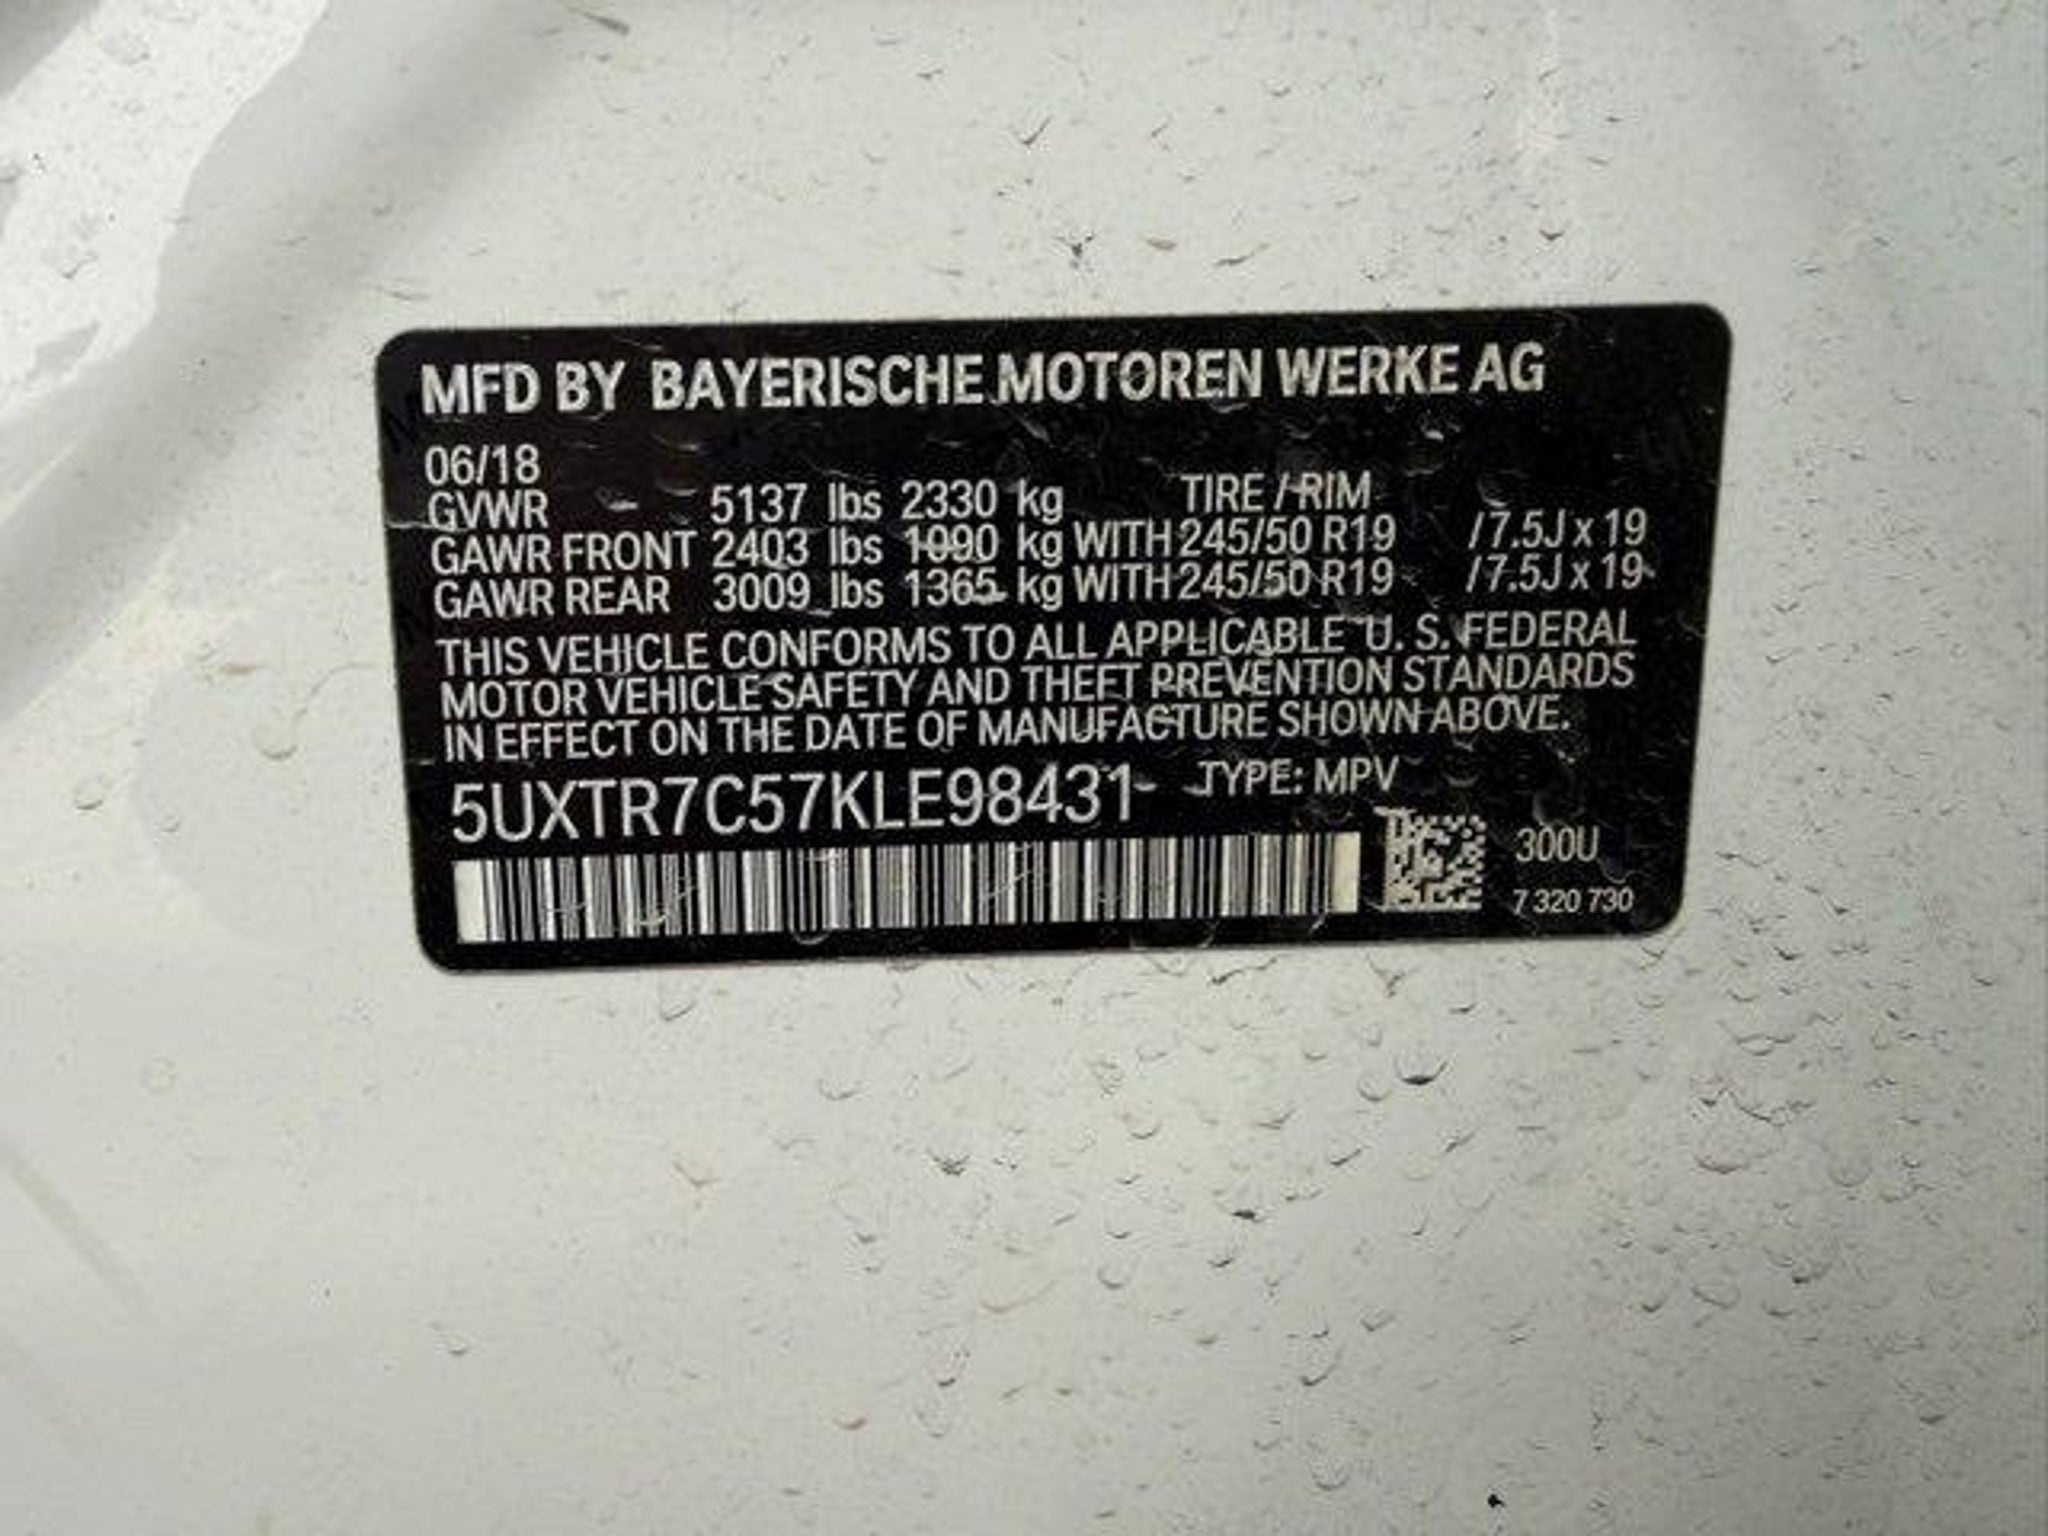 MFD BY BAYERISCHE MOTOREN WERKE AG
06/18
GVWR 5137 lbs 2330 kg TIRE / RIM
GAWR FRONT 2403 lbs 1090 kg WITH 245/50 R19 /7.5J x 19
GAWR REAR 3009 lbs 1365 kg WITH 245/50 R19 /7.5J x 19
THIS VEHICLE CONFORMS TO ALL APPLICABLE U. S. FEDERAL
MOTOR VEHICLE SAFETY AND THEFT PREVENTION STANDARDS
IN EFFECT ON THE DATE OF MANUFACTURE SHOWN ABOVE.
5UXTR7C57KLE98431 TYPE: MPV
300U
7 320 730